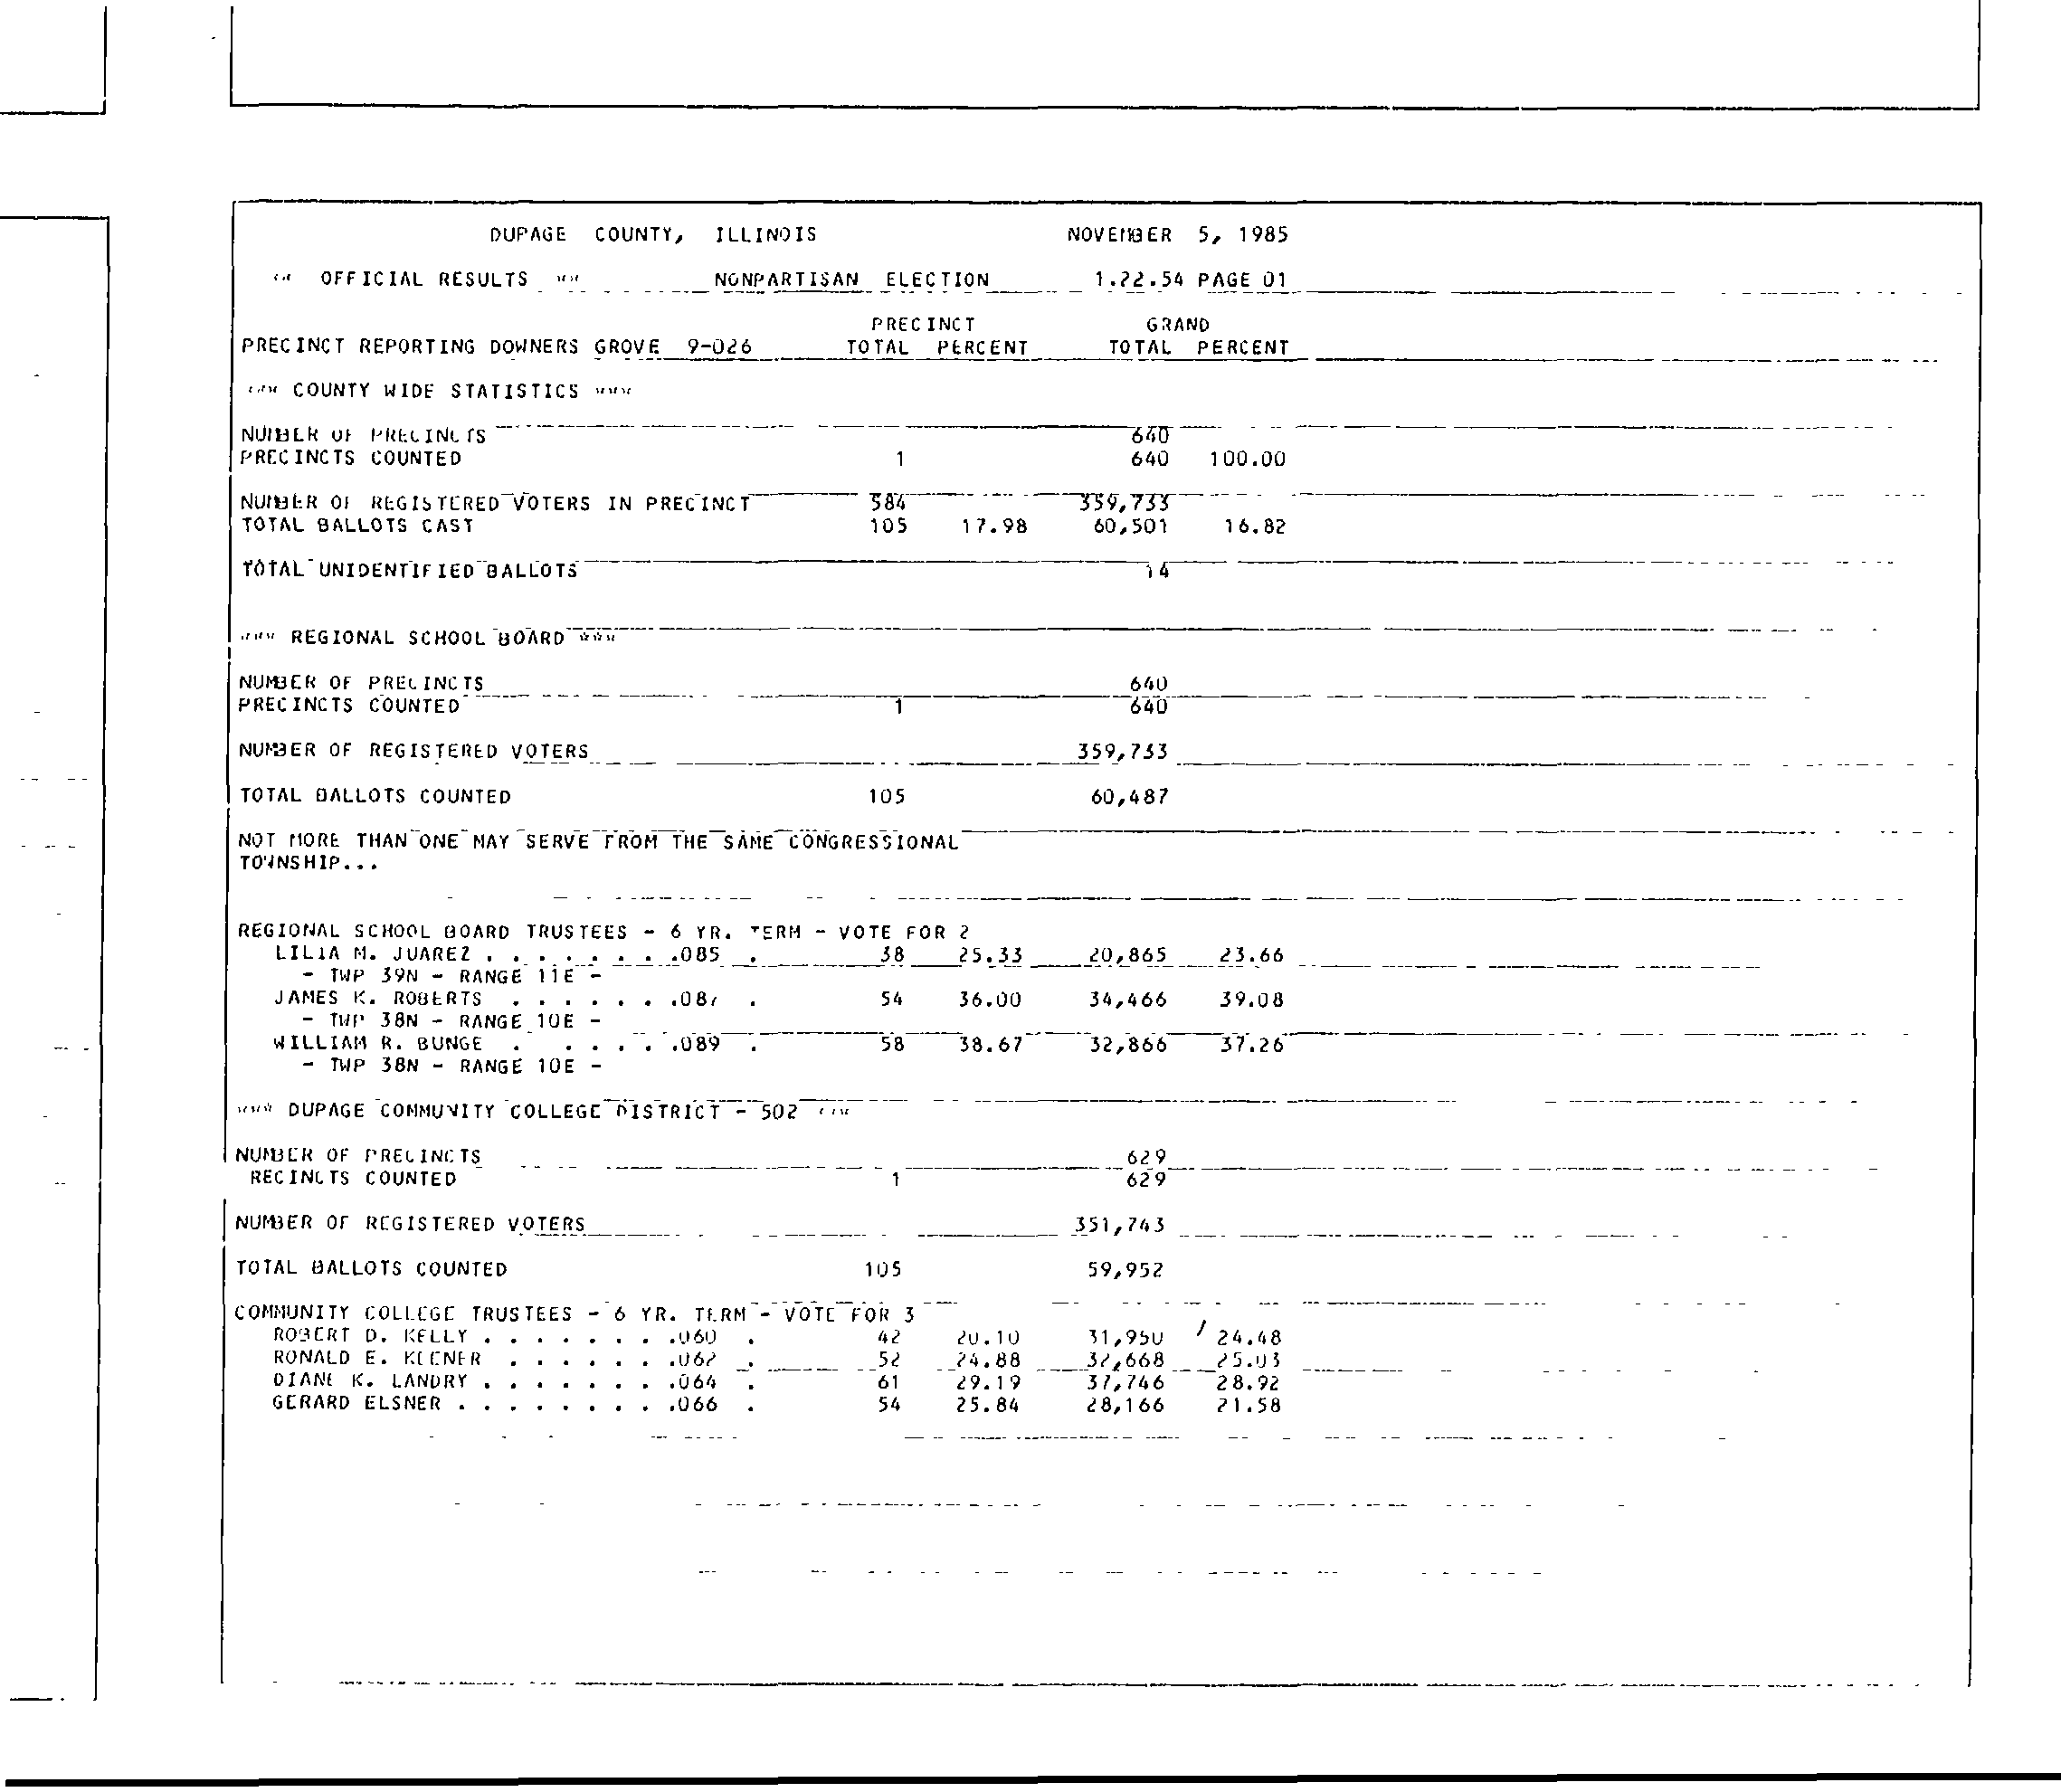 DUPAGE COUNTY, ILLINOIS NOVEMBER 5, 1985
** OFFICIAL RESULTS ** NONPARTISAN ELECTION 1.22.54 PAGE 01
PRECINCT GRAND
PRECINCT REPORTING DOWNERS GROVE 9-026 TOTAL PERCENT TOTAL PERCENT
*** COUNTY WIDE STATISTICS ***
NUMBER OF PRECINCTS 640
PRECINCTS COUNTED 1 640 100.00
NUMBER OF REGISTERED VOTERS IN PRECINCT 584 359,733
TOTAL BALLOTS CAST 105 17.98 60,501 16.82
TOTAL UNIDENTIFIED BALLOTS 14
*** REGIONAL SCHOOL BOARD ***
NUMBER OF PRECINCTS 640
PRECINCTS COUNTED 1 640
NUMBER OF REGISTERED VOTERS 359,733
TOTAL BALLOTS COUNTED 105 60,487
NOT MORE THAN ONE MAY SERVE FROM THE SAME CONGRESSIONAL
TOWNSHIP...
REGIONAL SCHOOL BOARD TRUSTEES - 6 YR. TERM - VOTE FOR 2
LILIA M. JUAREZ . . . . . . . .085 . 38 25.33 20,865 23.66
- TWP 39N - RANGE 11E -
JAMES K. ROBERTS . . . . . . .087 . 54 36.00 34,466 39.08
- TWP 38N - RANGE 10E -
WILLIAM R. BUNGE . . . . . .089 . 58 38.67 32,866 37.26
- TWP 38N - RANGE 10E -
*** DUPAGE COMMUNITY COLLEGE DISTRICT - 502 ***
NUMBER OF PRECINCTS 629
RECINCTS COUNTED 1 629
NUMBER OF REGISTERED VOTERS 351,743
TOTAL BALLOTS COUNTED 105 59,952
COMMUNITY COLLEGE TRUSTEES - 6 YR. TERM - VOTE FOR 3
ROBERT D. KELLY . . . . . . . .060 . 42 20.10 31,950 24.48
RONALD E. KEENER . . . . . . .062 . 52 24.88 32,668 25.03
DIANE K. LANDRY . . . . . . . .064 . 61 29.19 37,746 28.92
GERARD ELSNER . . . . . . . . .066 . 54 25.84 28,166 21.58